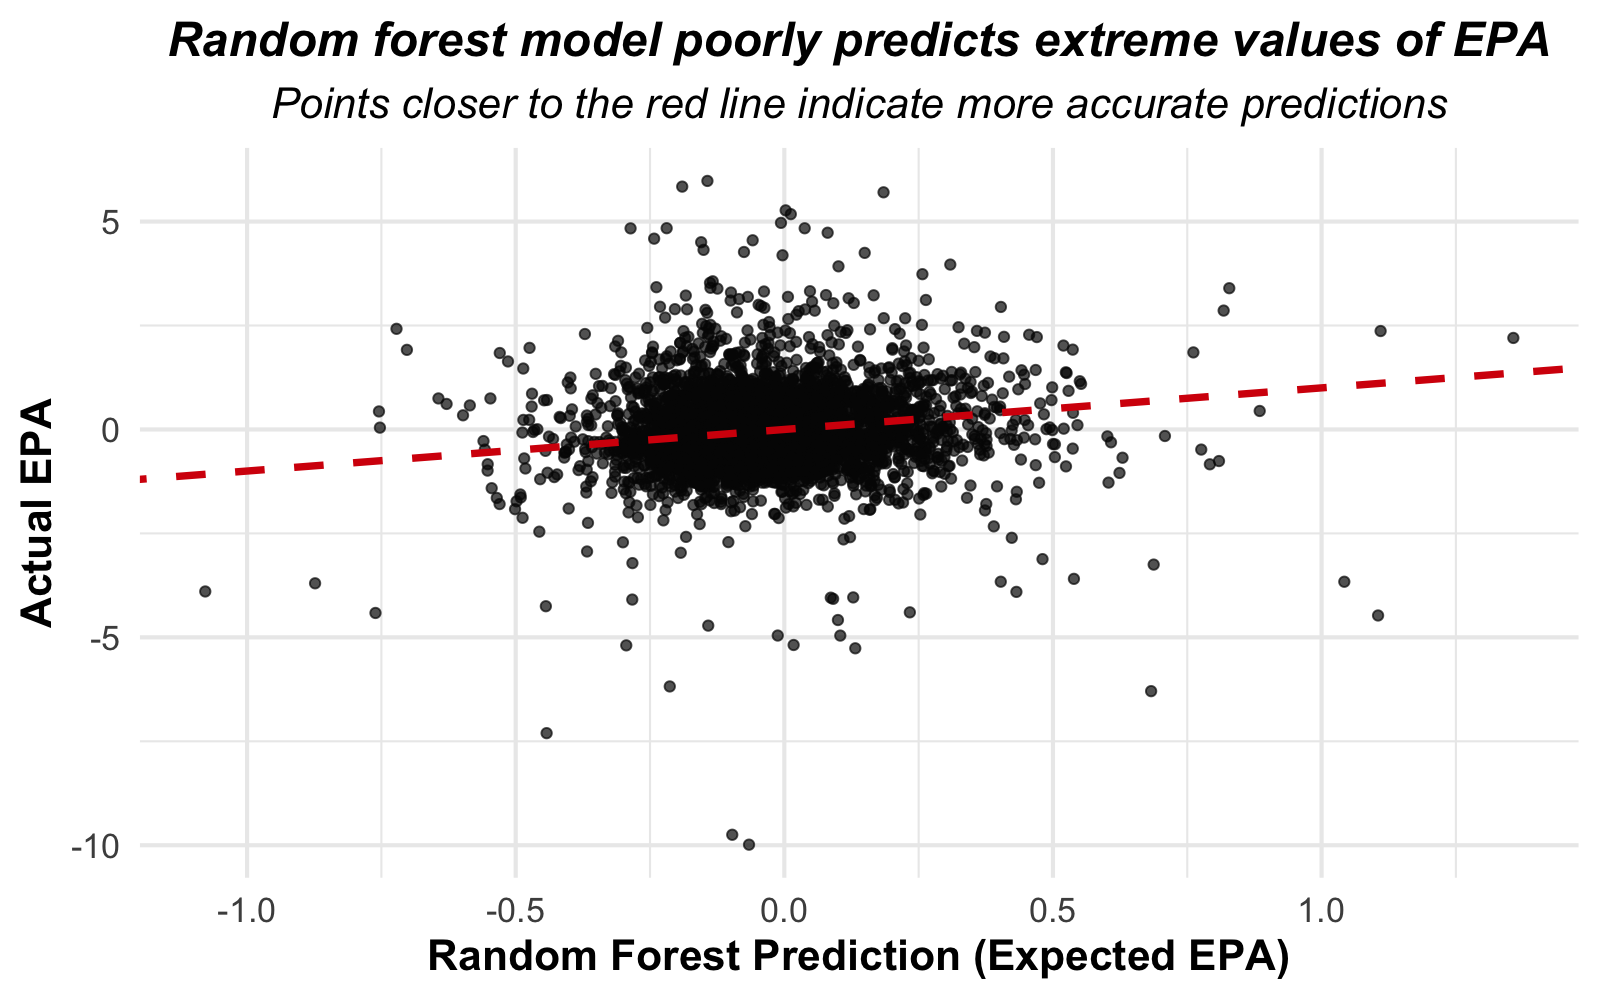 Random forest model poorly predicts extreme values of EPA
Points closer to the red line indicate more accurate predictions
Actual EPA
5
0
-5
-10
-1.0
-0.5
0.0
0.5
1.0
Random Forest Prediction (Expected EPA)